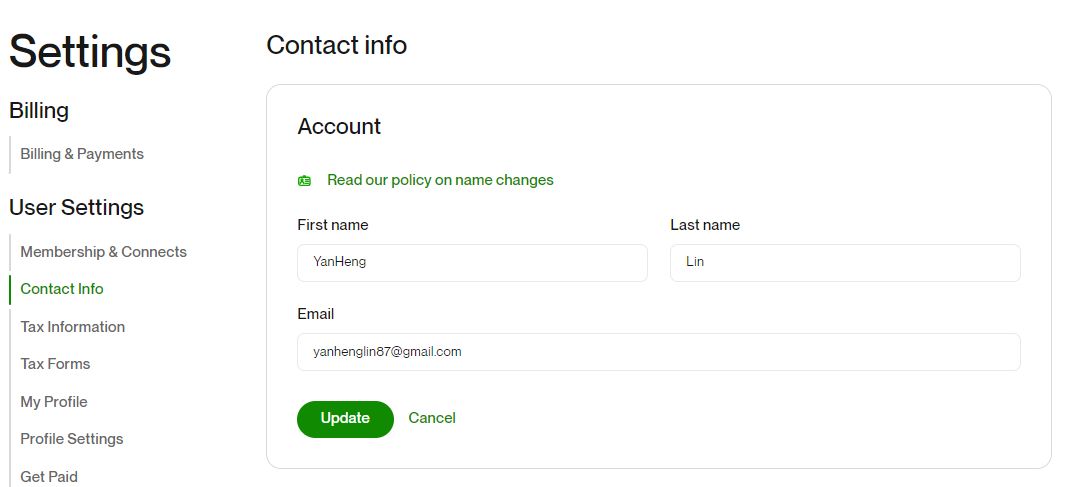 Settings
Billing
Billing & Payments
User Settings
Membership & Connects
Contact Info
Tax Information
Tax Forms
My Profile
Profile Settings
Get Paid
Contact info
Account
Read our policy on name changes
First name
Last name
YanHeng
Lin
Email
yanhenglin87@gmail.com
Update
Cancel